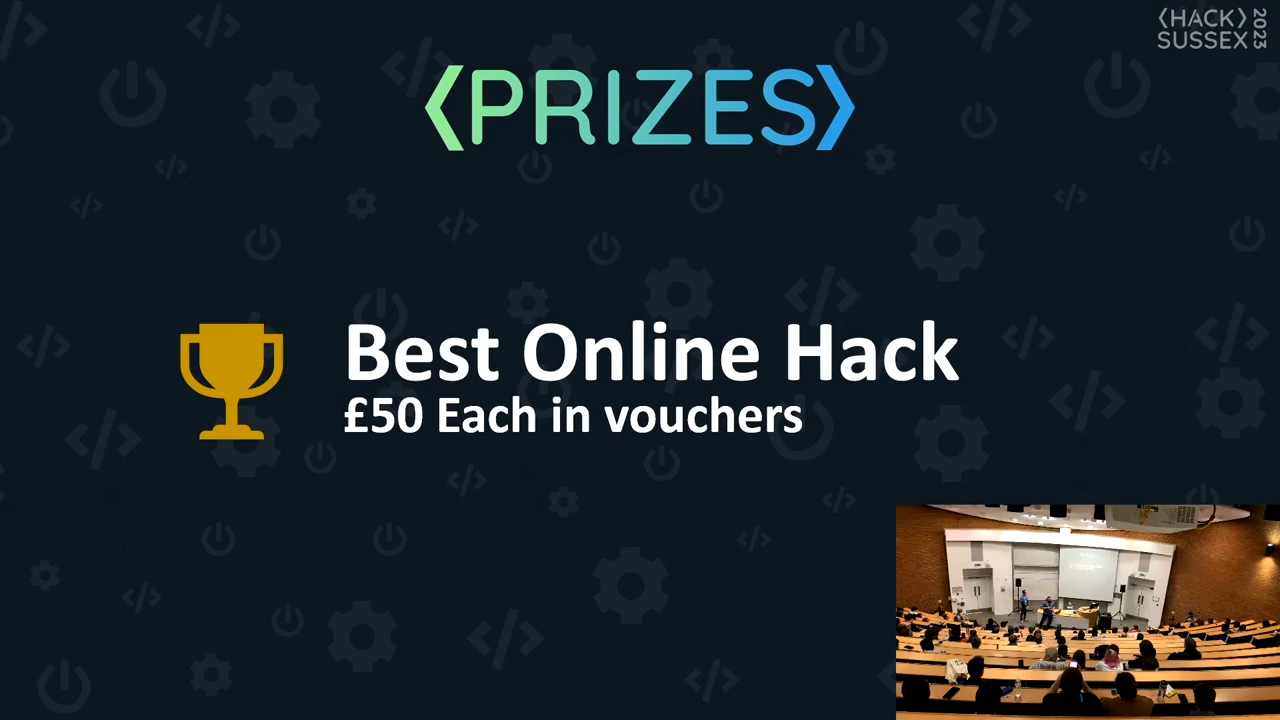 <HACK>
SUSSEX
2023
<PRIZES>
Best Online Hack
£50 Each in vouchers